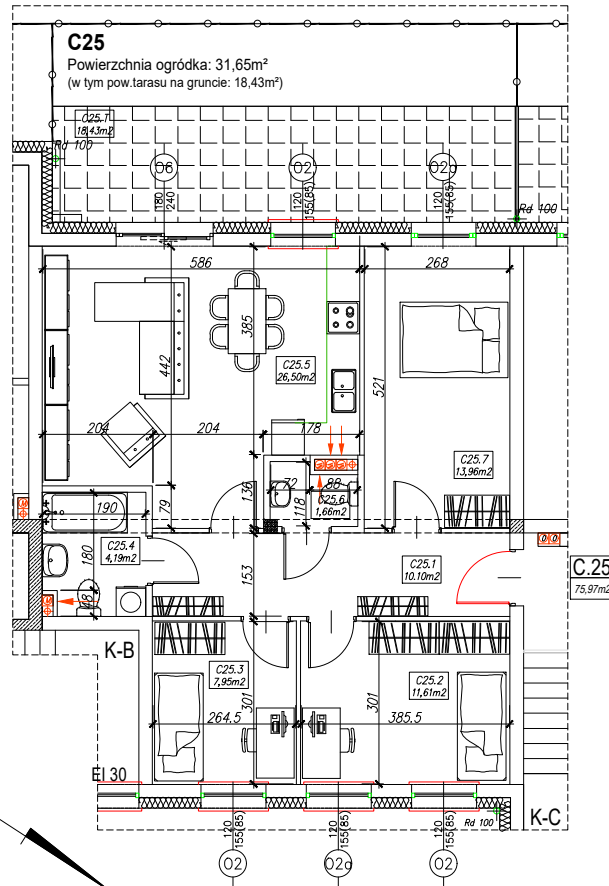 C25
Powierzchnia ogródka: 31,65m²
(w tym pow.tarasu na gruncie: 18,43m²)
C25.T
18,43m2
Rd 100
06
02
02a
180
240
120
155(85)
120
155(85)
Rd 100
586
268
385
442
521
C25.5
26,50m2
204
204
178
C25.7
13,96m2
72
88
C25.6
1,66m2
118
136
79
190
C25.4
4,19m2
180
48
153
C25.1
10.10m2
C.25
75,97m2
K-B
C25.3
7,95m2
C25.2
11,61m2
301
301
264.5
385.5
EI 30
K-C
Rd 100
120
155(85)
120
155(85)
120
155(85)
02
02a
02